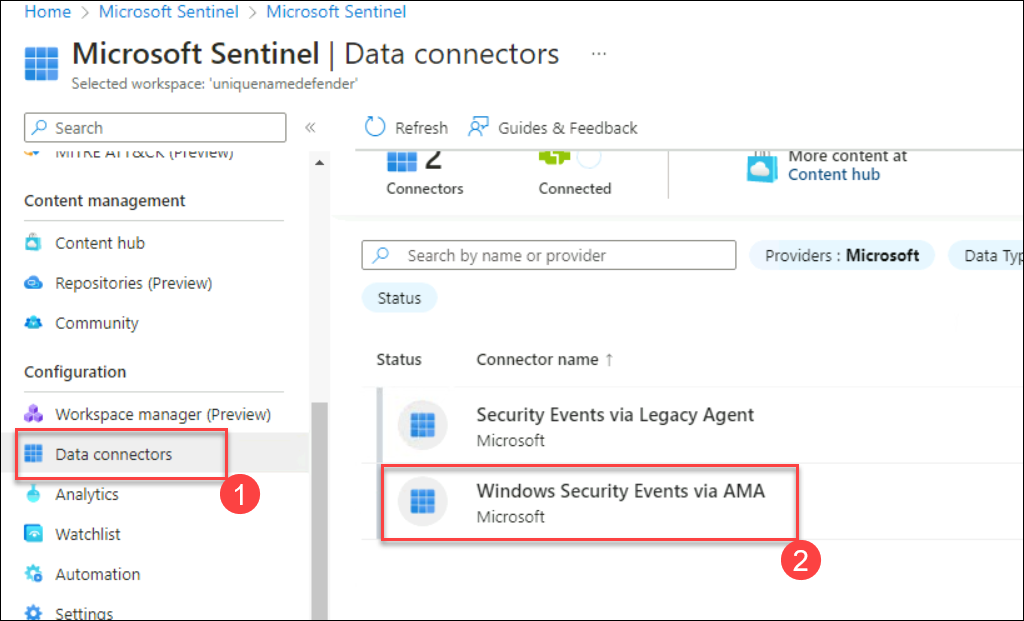 Home > Microsoft Sentinel > Microsoft Sentinel
Microsoft Sentinel | Data connectors ...
Selected workspace: 'uniquenamedefender'
Search «
Refresh Guides & Feedback
MITRE ATT&CK (Preview)
2
Connectors
Connected
More content at
Content hub
Content management
Content hub
Repositories (Preview)
Community
Configuration
Workspace manager (Preview)
Data connectors
1
Analytics
Watchlist
Automation
Settings
Search by name or provider
Providers : Microsoft
Data Typ
Status
Status Connector name ↑
Security Events via Legacy Agent
Microsoft
Windows Security Events via AMA
Microsoft
2